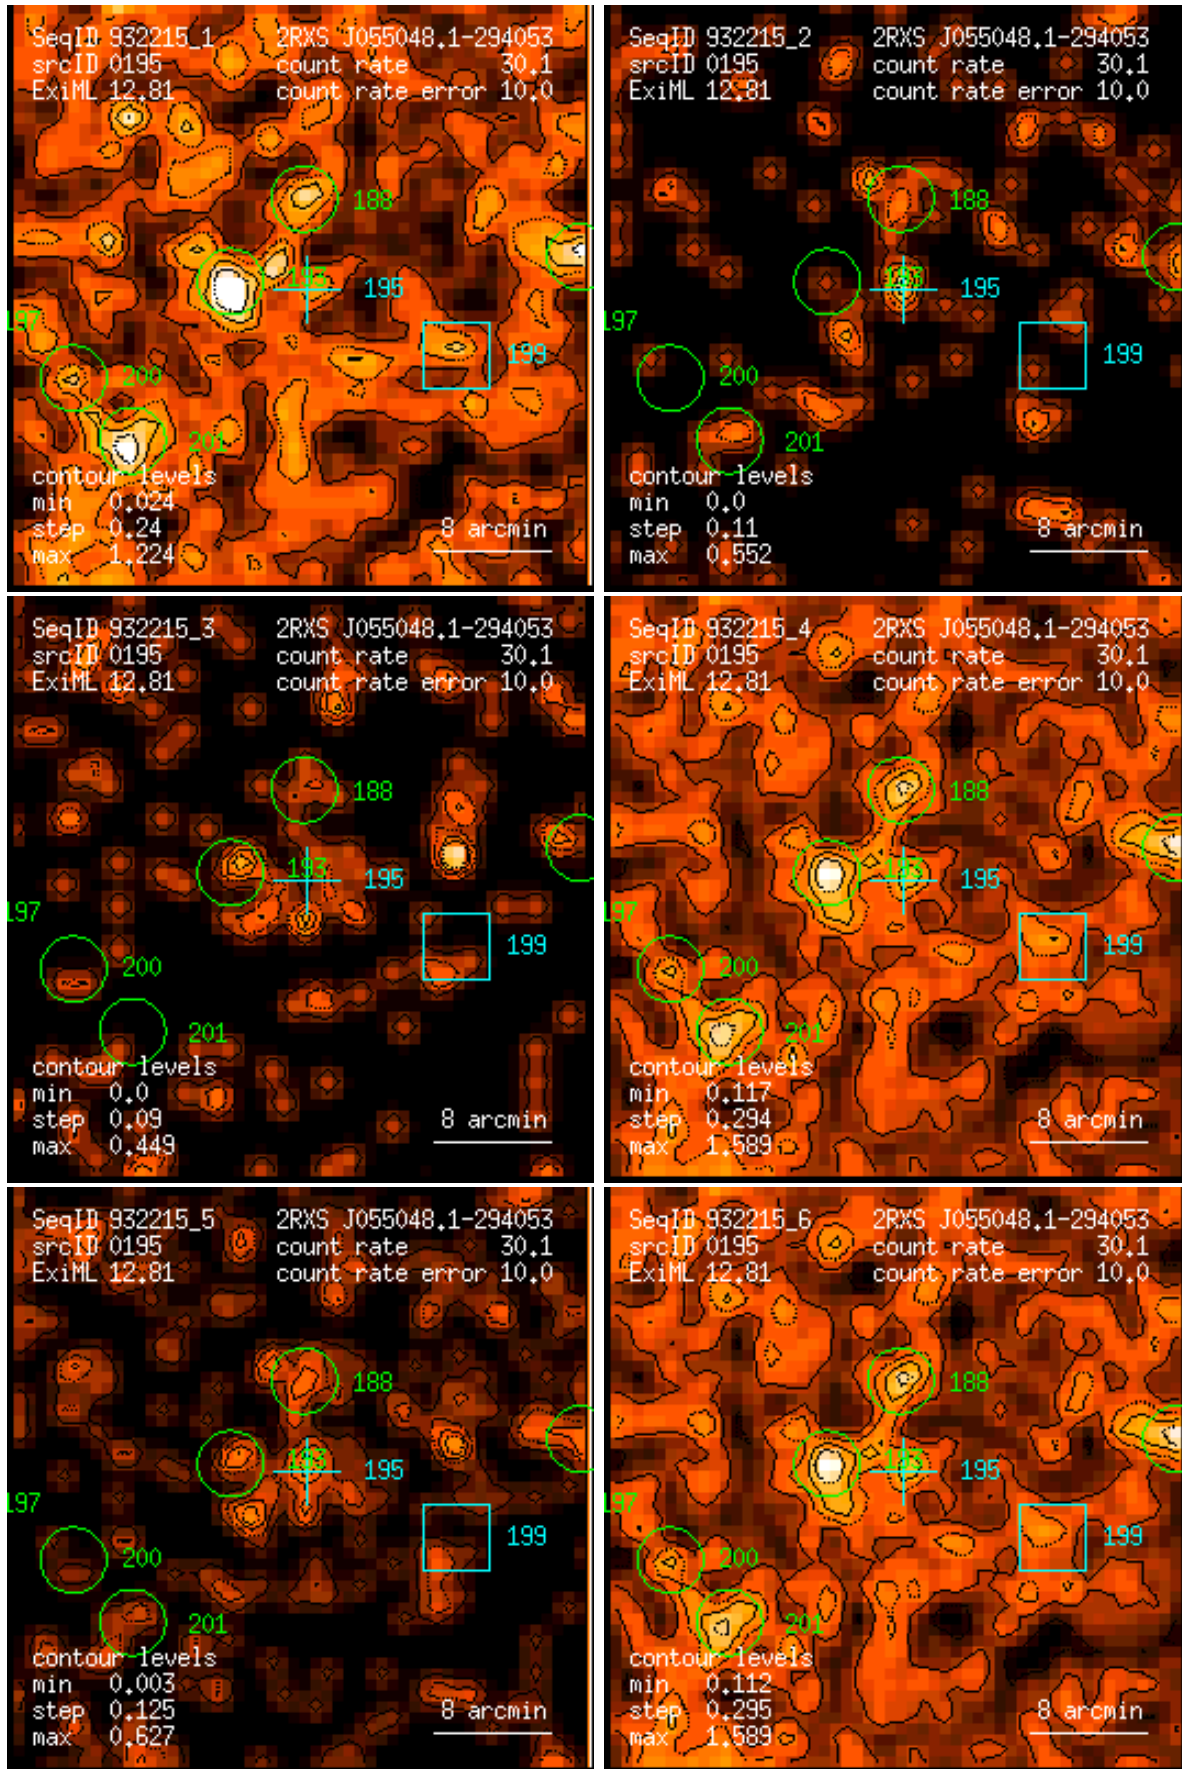 SeqID 932215_1 2RXS J055048.1-294053
srcID 0195 count rate 30.1
ExiML 12.81 count rate error 10.0
188
193
195
197
199
200
201
contour levels
min 0.024
step 0.24 8 arcmin
max 1.224
SeqID 932215_2 2RXS J055048.1-294053
srcID 0195 count rate 30.1
ExiML 12.81 count rate error 10.0
188
193
195
197
199
200
201
contour levels
min 0.0
step 0.11 8 arcmin
max 0.552
SeqID 932215_3 2RXS J055048.1-294053
srcID 0195 count rate 30.1
ExiML 12.81 count rate error 10.0
188
193
195
197
199
200
201
contour levels
min 0.0
step 0.09 8 arcmin
max 0.449
SeqID 932215_4 2RXS J055048.1-294053
srcID 0195 count rate 30.1
ExiML 12.81 count rate error 10.0
188
193
195
197
199
200
201
contour levels
min 0.117
step 0.294 8 arcmin
max 1.589
SeqID 932215_5 2RXS J055048.1-294053
srcID 0195 count rate 30.1
ExiML 12.81 count rate error 10.0
188
193
195
197
199
200
201
contour levels
min 0.003
step 0.125 8 arcmin
max 0.627
SeqID 932215_6 2RXS J055048.1-294053
srcID 0195 count rate 30.1
ExiML 12.81 count rate error 10.0
188
193
195
197
199
200
201
contour levels
min 0.112
step 0.295 8 arcmin
max 1.589